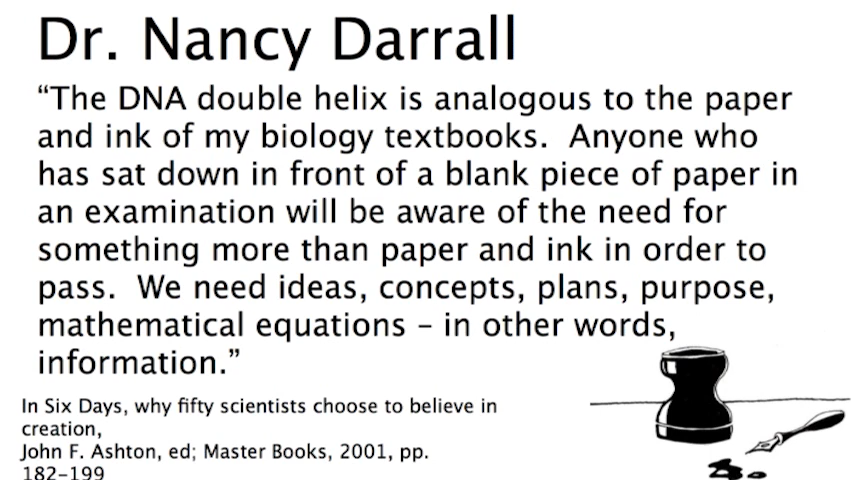 Dr. Nancy Darrall
“The DNA double helix is analogous to the paper
and ink of my biology textbooks.  Anyone who
has sat down in front of a blank piece of paper in
an examination will be aware of the need for
something more than paper and ink in order to
pass.  We need ideas, concepts, plans, purpose,
mathematical equations – in other words,
information.”
In Six Days, why fifty scientists choose to believe in
creation,
John F. Ashton, ed; Master Books, 2001, pp.
182-199